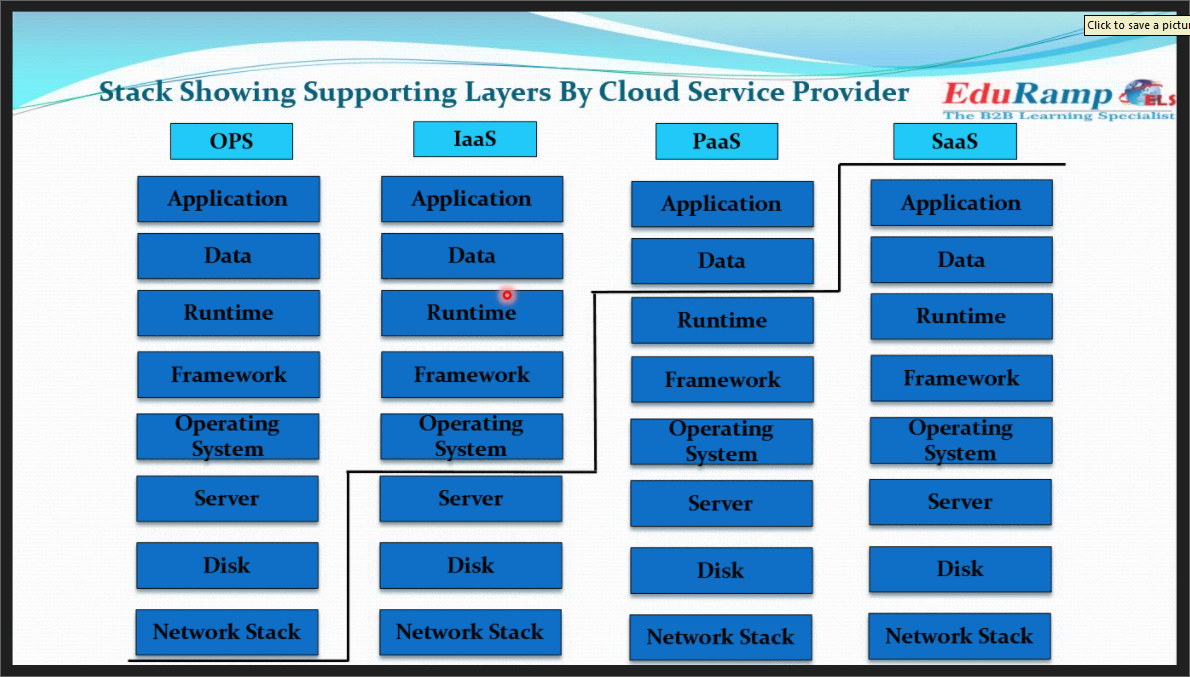 Click to save a pictur
Stack Showing Supporting Layers By Cloud Service Provider
EduRamp ELS
The B2B Learning Specialist
OPS
IaaS
PaaS
SaaS
Application
Application
Application
Application
Data
Data
Data
Data
Runtime
Runtime
Runtime
Runtime
Framework
Framework
Framework
Framework
Operating
System
Operating
System
Operating
System
Operating
System
Server
Server
Server
Server
Disk
Disk
Disk
Disk
Network Stack
Network Stack
Network Stack
Network Stack